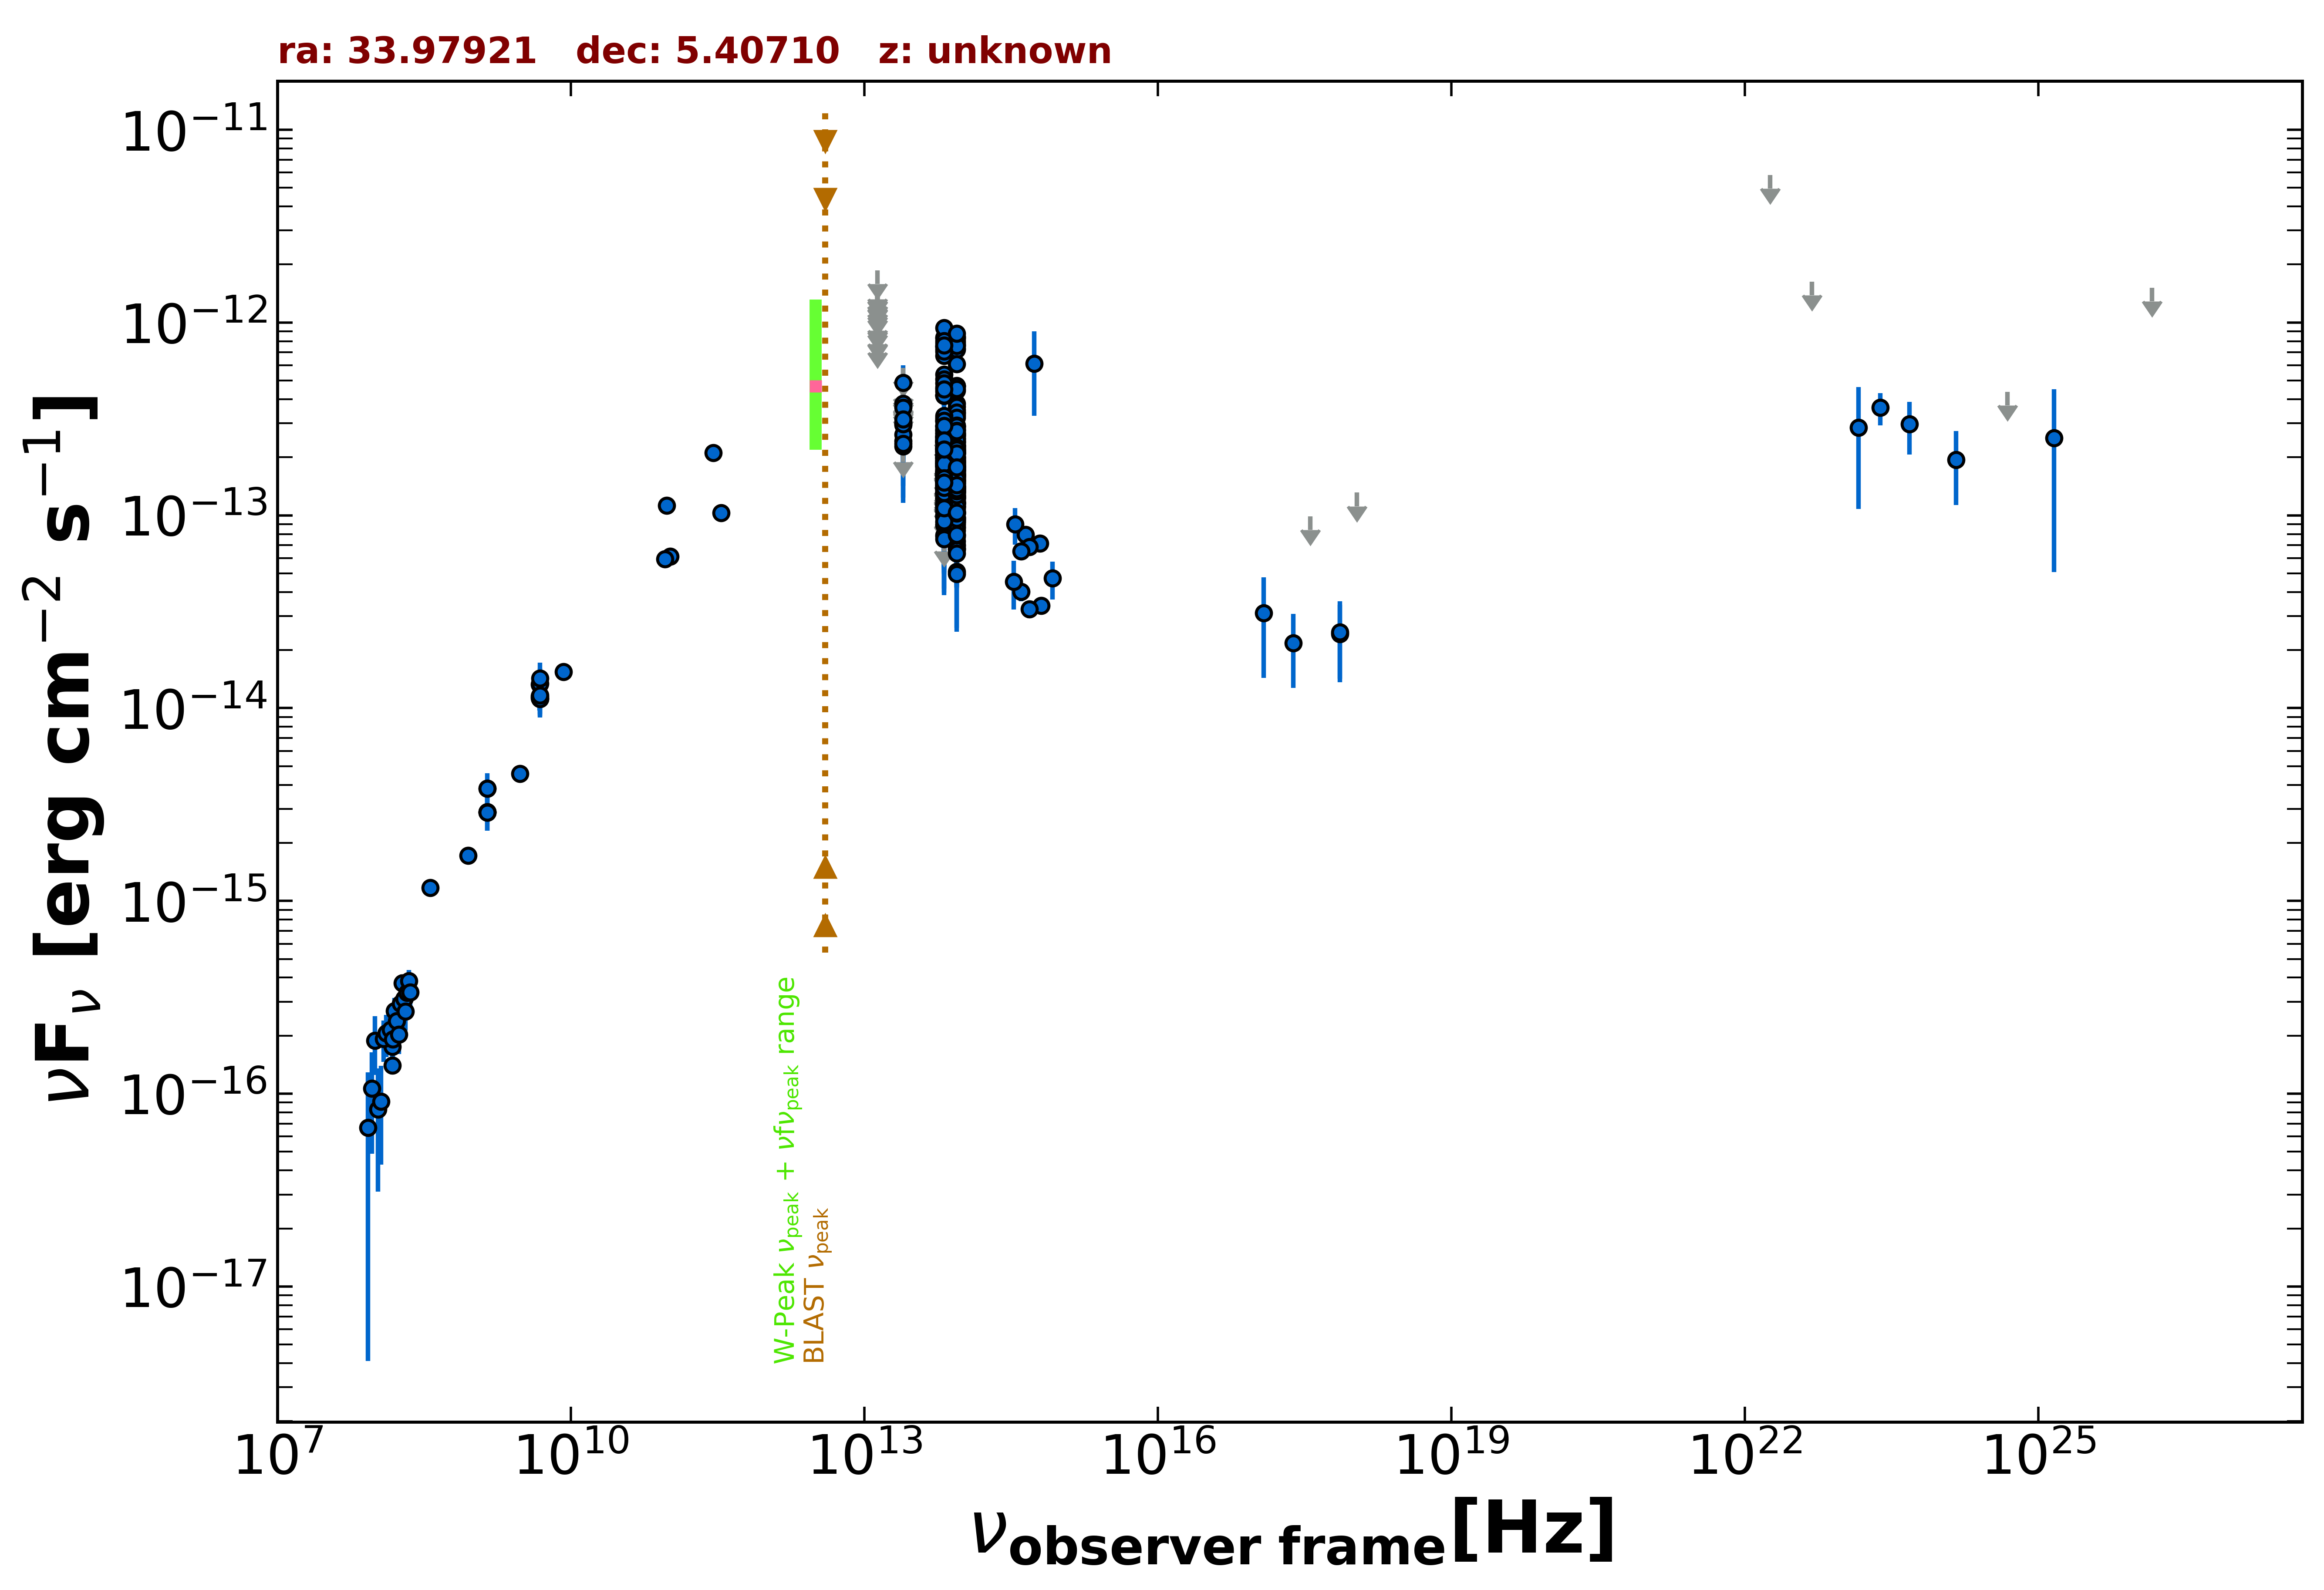 ra: 33.97921   dec: 5.40710   z: unknown
νFν [erg cm⁻² s⁻¹]
10⁻¹¹
10⁻¹²
10⁻¹³
10⁻¹⁴
10⁻¹⁵
10⁻¹⁶
10⁻¹⁷
W-Peak νpeak + νfνpeak range
BLAST νpeak
10⁷ 10¹⁰ 10¹³ 10¹⁶ 10¹⁹ 10²² 10²⁵
νobserver frame[Hz]